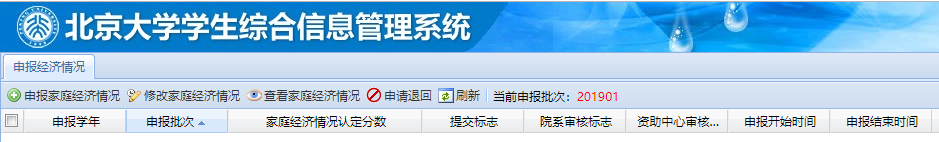 北京大学学生综合信息管理系统
申报经济情况
申报家庭经济情况 修改家庭经济情况 查看家庭经济情况 申请退回 刷新 当前申报批次：201901
申报学年 申报批次 家庭经济情况认定分数 提交标志 院系审核标志 资助中心审核... 申报开始时间 申报结束时间